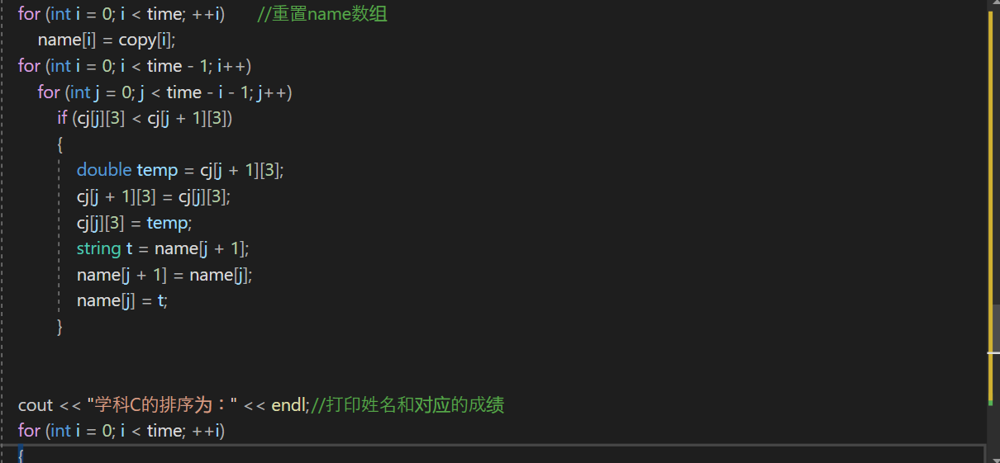 for (int i = 0; i < time; ++i)    //重置name数组
name[i] = copy[i];
for (int i = 0; i < time - 1; i++)
for (int j = 0; j < time - i - 1; j++)
if (cj[j][3] < cj[j + 1][3])
{
double temp = cj[j + 1][3];
cj[j + 1][3] = cj[j][3];
cj[j][3] = temp;
string t = name[j + 1];
name[j + 1] = name[j];
name[j] = t;
}
cout << "学科C的排序为：" << endl;//打印姓名和对应的成绩
for (int i = 0; i < time; ++i)
{